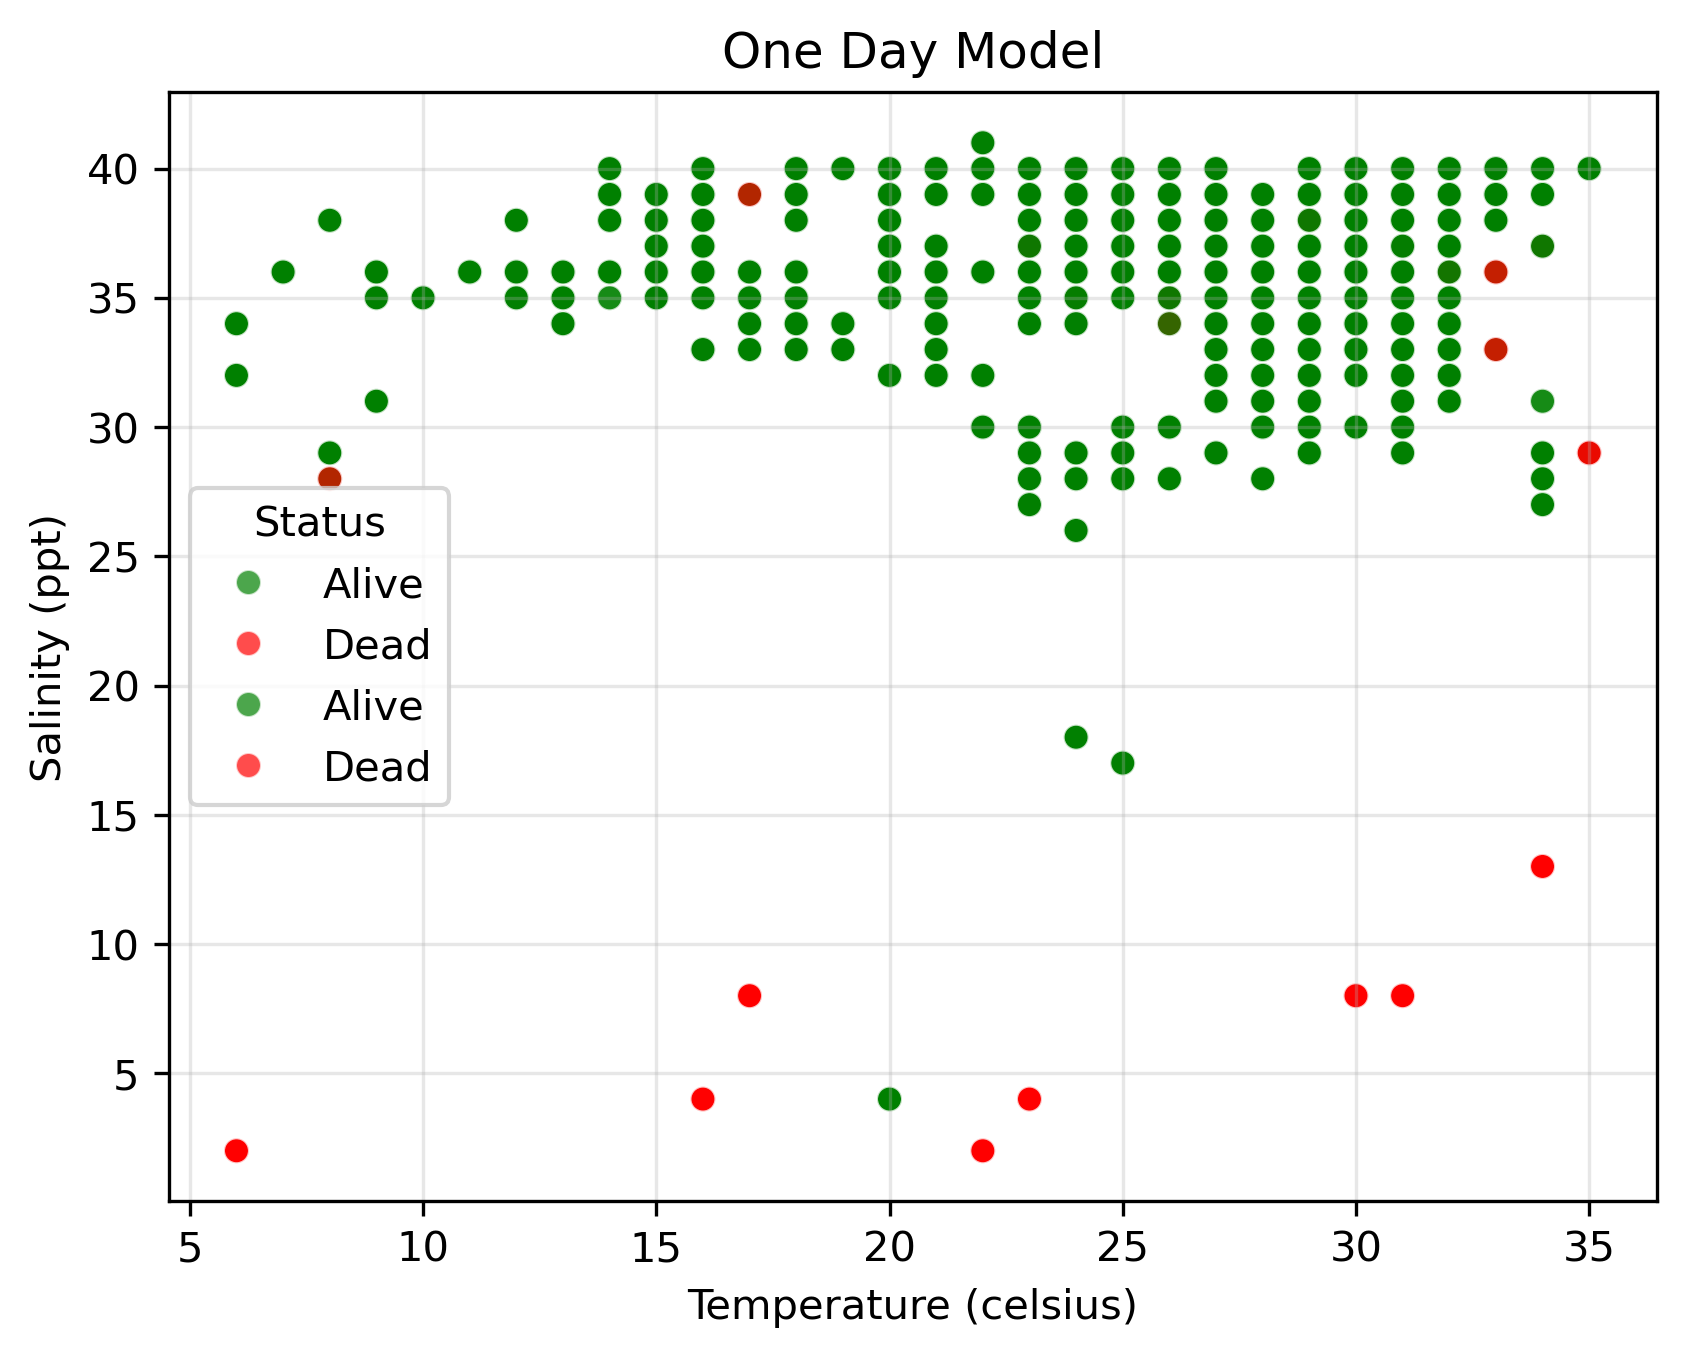 One Day Model
40
35
30
25
20
15
10
5
Salinity (ppt)
Status
Alive
Dead
Alive
Dead
5 10 15 20 25 30 35
Temperature (celsius)